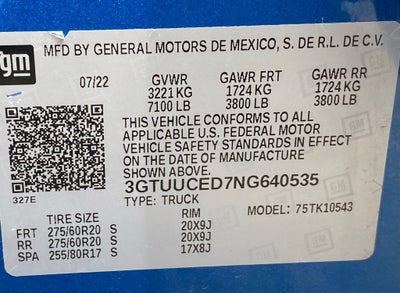 gm
MFD BY GENERAL MOTORS DE MEXICO, S. DE R.L. DE C.V.
07/22 GVWR GAWR FRT GAWR RR
3221 KG 1724 KG 1724 KG
7100 LB 3800 LB 3800 LB
THIS VEHICLE CONFORMS TO ALL
APPLICABLE U.S. FEDERAL MOTOR
VEHICLE SAFETY STANDARDS IN EFFECT
ON THE DATE OF MANUFACTURE
SHOWN ABOVE.
3GTUUCED7NG640535
327E TYPE: TRUCK MODEL: 75TK10543
TIRE SIZE RIM
FRT 275/60R20 S 20X9J
RR 275/60R20 S 20X9J
SPA 255/80R17 S 17X8J